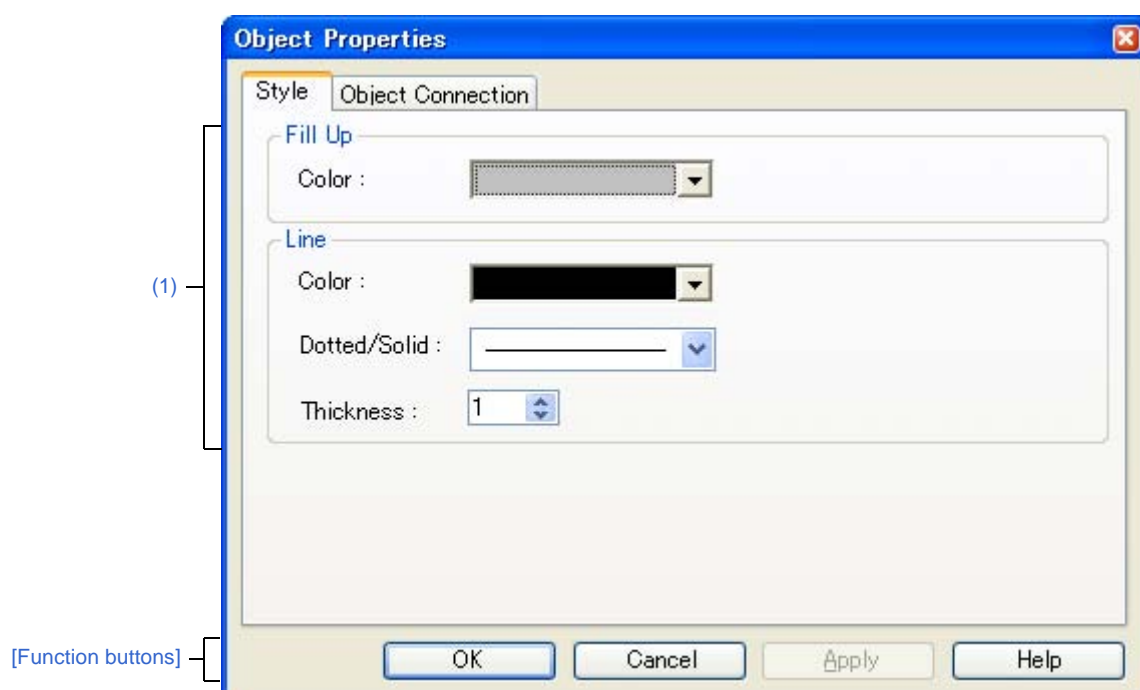 Object Properties
Style
Object Connection
Fill Up
Color :
Line
Color :
Dotted/Solid :
Thickness :
1
(1)
[Function buttons]
OK
Cancel
Apply
Help